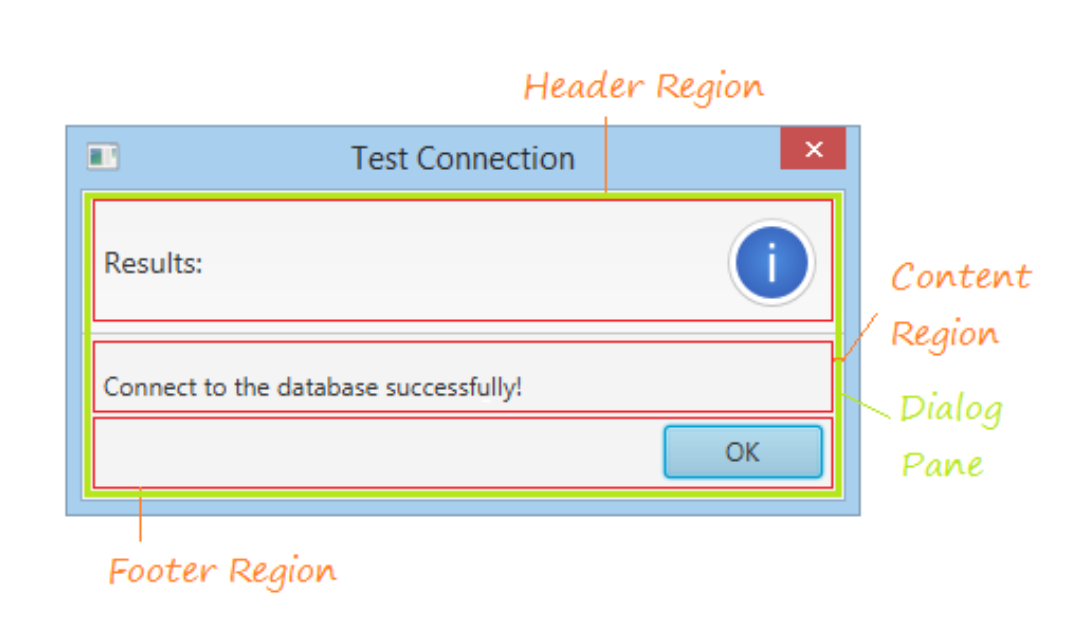 Header Region
Test Connection
Results:
i
Content
Region
Connect to the database successfully!
Dialog
Pane
OK
Footer Region